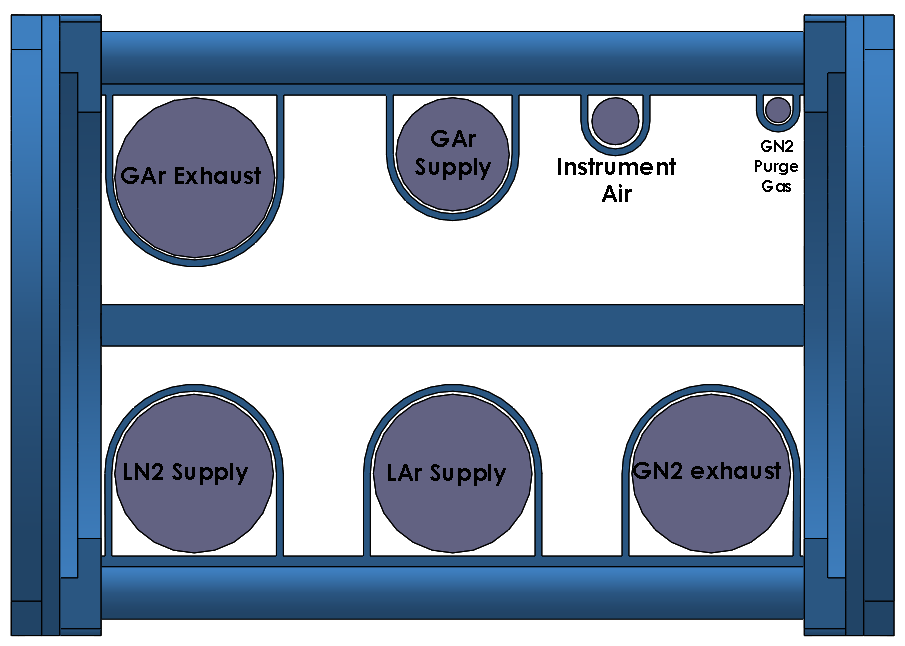 GAr Exhaust
GAr
Supply
Instrument
Air
GN2
Purge
Gas
LN2 Supply
LAr Supply
GN2 exhaust